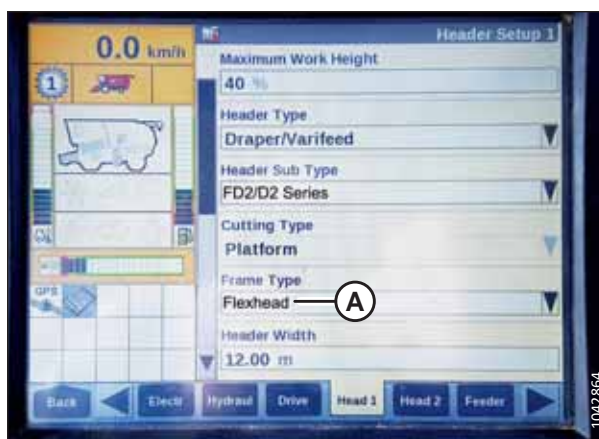 0.0 km/h
Header Setup 1
1
Maximum Work Height
40 %
Header Type
Draper/Varifeed
Header Sub Type
FD2/D2 Series
Cutting Type
Platform
Frame Type
Flexhead
A
Header Width
12.00 m
GPS
Back
Electr
Hydraul
Drive
Head 1
Head 2
Feeder
1042864